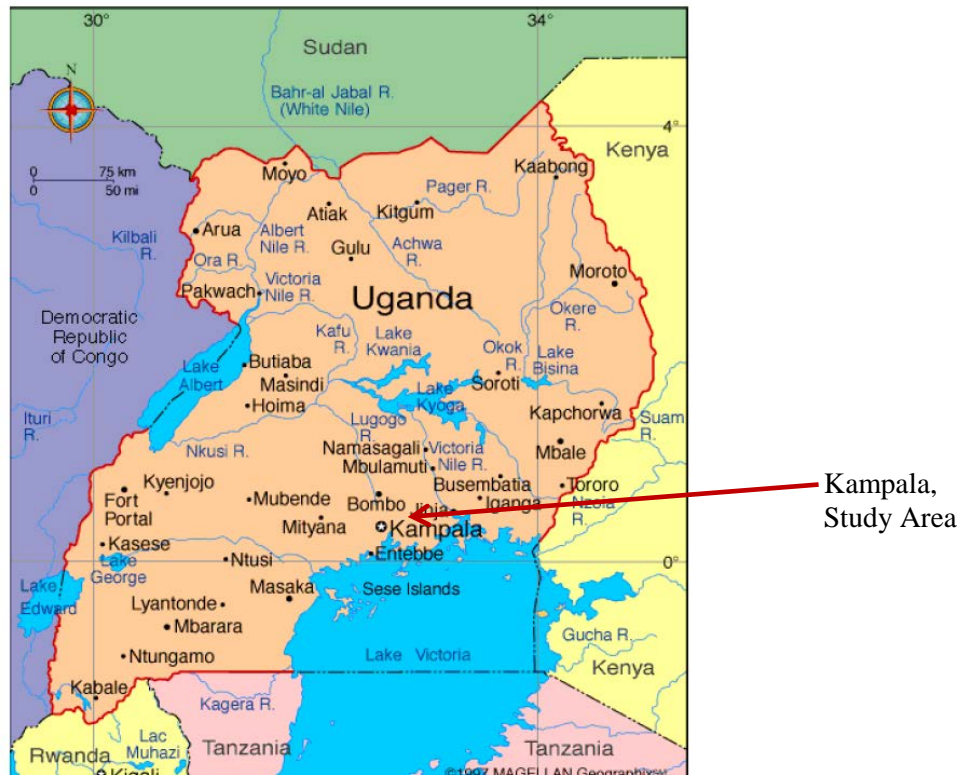 30°
34°
Sudan
N
Bahr-al Jabal R.
(White Nile)
4°
Kenya
0
75 km
0
50 mi
Moyo
Kaabong
Pager R.
Atiak
Kitgum
Kilbali
R.
Arua
Albert
Nile R.
Achwa
R.
Gulu
Ora R.
Moroto
Pakwach
Victoria
Nile R.
Uganda
Okere
R.
Democratic
Republic
of Congo
Kafu
R.
Lake
Kwania
Okok
R.
Lake
Bisina
Butiaba
Lake
Albert
Masindi
Soroti
Hoima
Lake
Kyoga
Kapchorwa
Ituri
R.
Lugogo
R.
Suam
R.
Nkusi R.
Namasagali
Victoria
Nile R.
Mbale
Mbulamuti
Busembatia
Tororo
Kyenjojo
Fort
Portal
Mubende
Bombo
Jinja
Iganga
Nzoia
R.
Kampala,
Study Area
Mityana
Kampala
Kasese
Entebbe
Lake
George
Ntusi
0°
Lake
Edward
Masaka
Sese Islands
Lyantonde
Mbarara
Gucha R.
Ntungamo
Lake Victoria
Kenya
Kabale
Kagera R.
Lac
Muhazi
Rwanda
Tanzania
Tanzania
Kigali
©1997 MAGELLAN Geographix